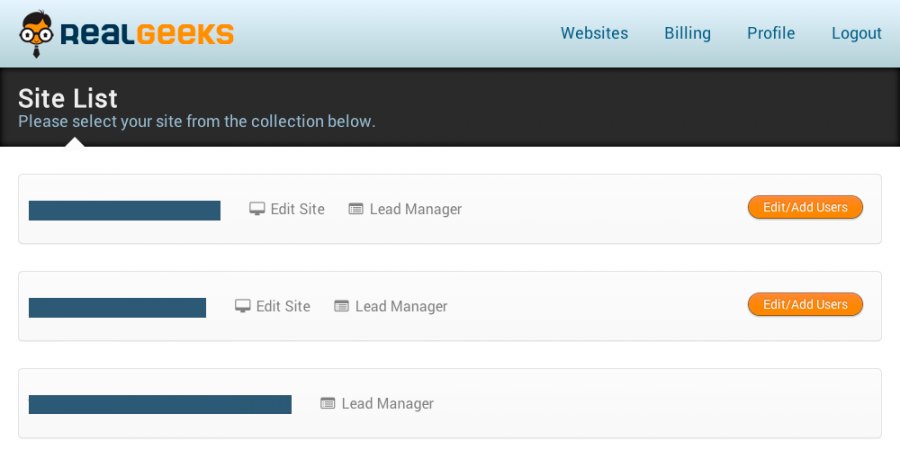 REALGEEKS
Websites Billing Profile Logout
Site List
Please select your site from the collection below.
Edit Site Lead Manager Edit/Add Users
Edit Site Lead Manager Edit/Add Users
Lead Manager